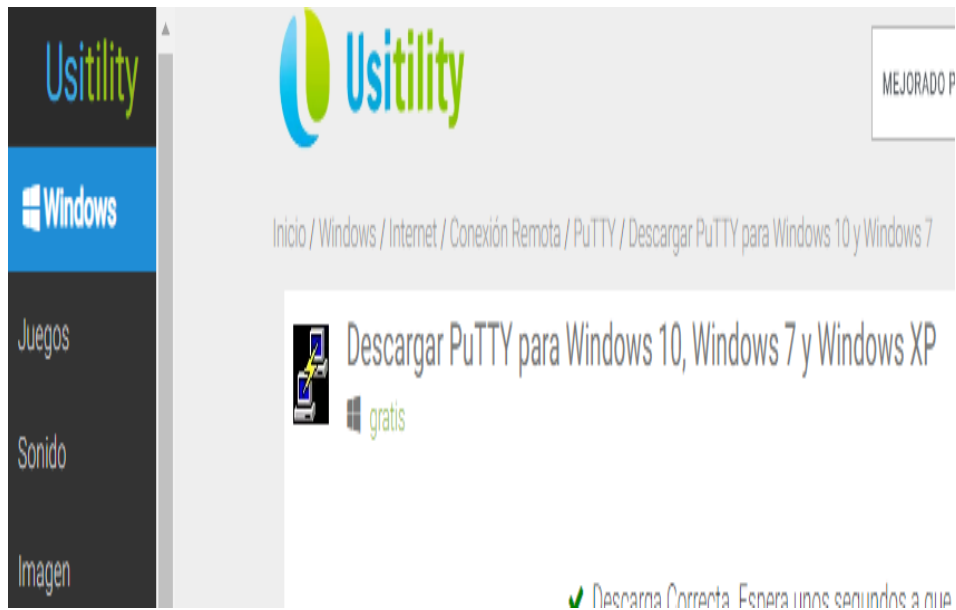 Usitility
Windows
Juegos
Sonido
Imagen
Usitility
MEJORADO P
Inicio / Windows / Internet / Conexión Remota / PuTTY / Descargar PuTTY para Windows 10 y Windows 7
Descargar PuTTY para Windows 10, Windows 7 y Windows XP
gratis
Descarga Correcta. Espera unos segundos a que